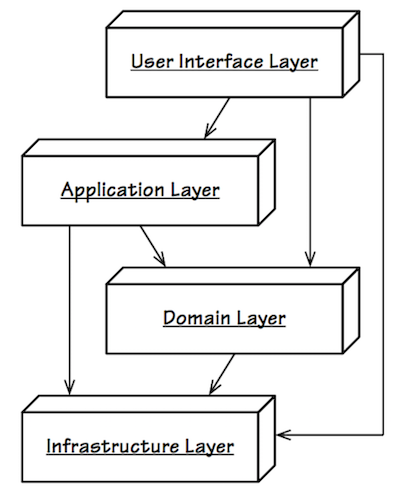 User Interface Layer
Application Layer
Domain Layer
Infrastructure Layer